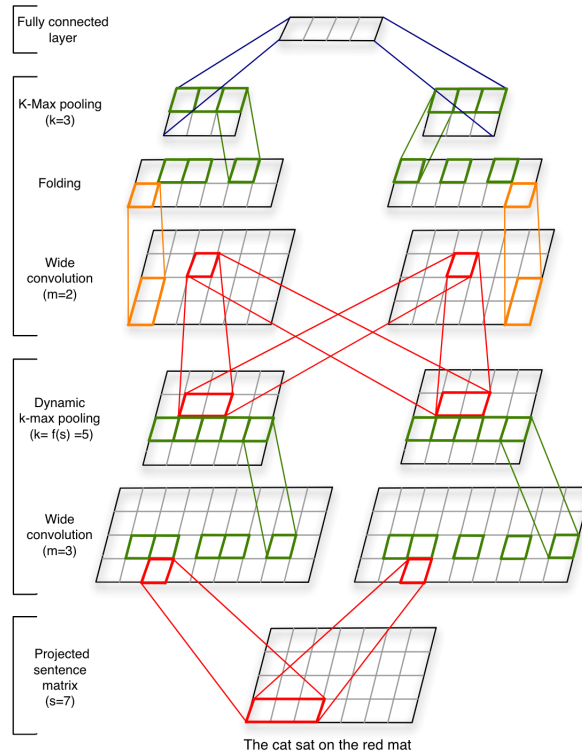 Fully connected
layer
K-Max pooling
(k=3)
Folding
Wide
convolution
(m=2)
Dynamic
k-max pooling
(k= f(s) =5)
Wide
convolution
(m=3)
Projected
sentence
matrix
(s=7)
The cat sat on the red mat